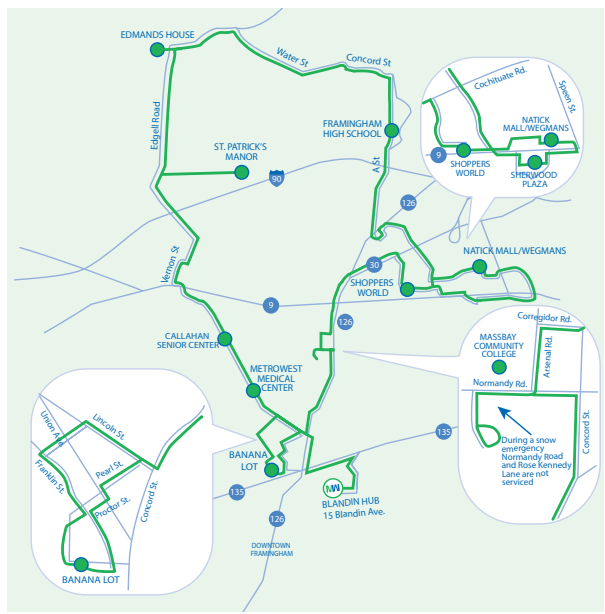 EDMANDS HOUSE
Water St
Concord St
Edgell Road
FRAMINGHAM
HIGH SCHOOL
ST. PATRICK'S
MANOR
90
A St
126
Cochituate Rd.
Speen St.
NATICK
MALL/WEGMANS
9
SHOPPERS
WORLD
SHERWOOD
PLAZA
Vernon St
30
NATICK MALL/WEGMANS
SHOPPERS
WORLD
9
126
CALLAHAN
SENIOR CENTER
METROWEST
MEDICAL
CENTER
Corregidor Rd.
MASSBAY
COMMUNITY
COLLEGE
Arsenal Rd.
Normandy Rd.
Concord St.
During a snow
emergency
Normandy Road
and Rose Kennedy
Lane are not
serviced
135
Union Ave.
Lincoln St.
Pearl St.
Franklin St.
Proctor St.
Concord St.
BANANA LOT
BANANA
LOT
135
MW
BLANDIN HUB
15 Blandin Ave.
126
DOWNTOWN
FRAMINGHAM